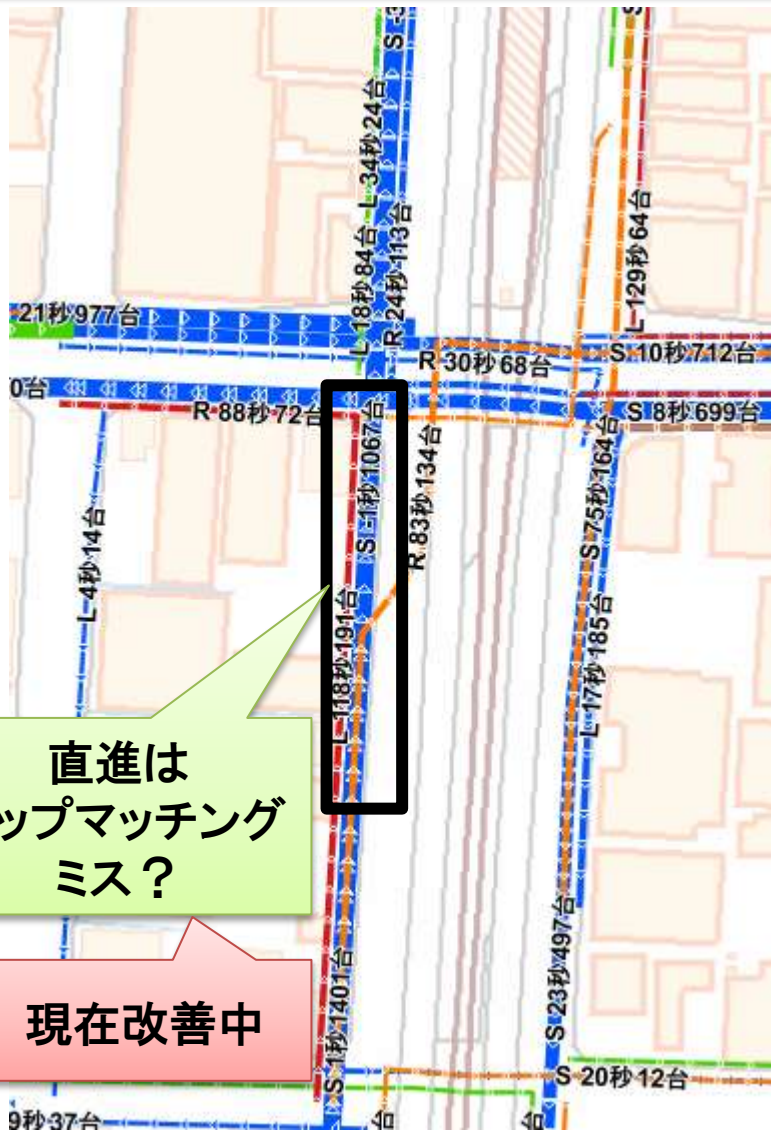 S -3
L -34秒 24台
L 18秒 84台
R -24秒 113台
S
L -129秒 64台
-21秒 977台
R 30秒 68台
S -10秒 712台
0台
R 88秒 72台
S 8秒 699台
S -1秒 1067台
R 83秒 134台
S 75秒 164台
L -4秒 14台
L -118秒 191台
L 17秒 185台
直進は
ップマッチング
ミス？
現在改善中
S 1秒 1401台
S 23秒 497台
S 20秒 12台
9秒 37台
台
台